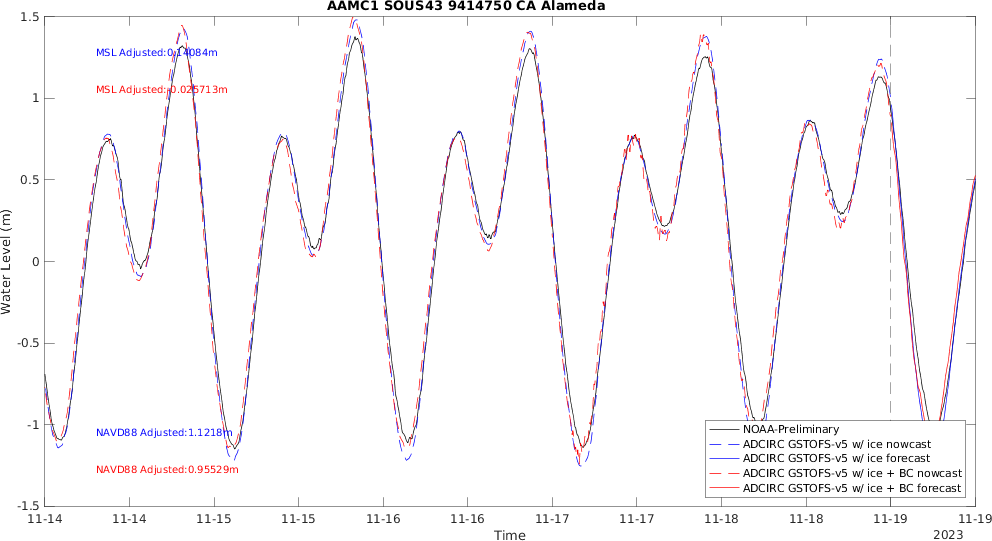 AAMC1 SOUS43 9414750 CA Alameda
1.5
1
0.5
0
-0.5
-1
-1.5
Water Level (m)
MSL Adjusted:0.14084m
MSL Adjusted:-0.025713m
NAVD88 Adjusted:1.1218m
NAVD88 Adjusted:0.95529m
NOAA-Preliminary
ADCIRC GSTOFS-v5 w/ ice nowcast
ADCIRC GSTOFS-v5 w/ ice forecast
ADCIRC GSTOFS-v5 w/ ice + BC nowcast
ADCIRC GSTOFS-v5 w/ ice + BC forecast
11-14 11-14 11-15 11-15 11-16 11-16 11-17 11-17 11-18 11-18 11-19 11-19
Time
2023